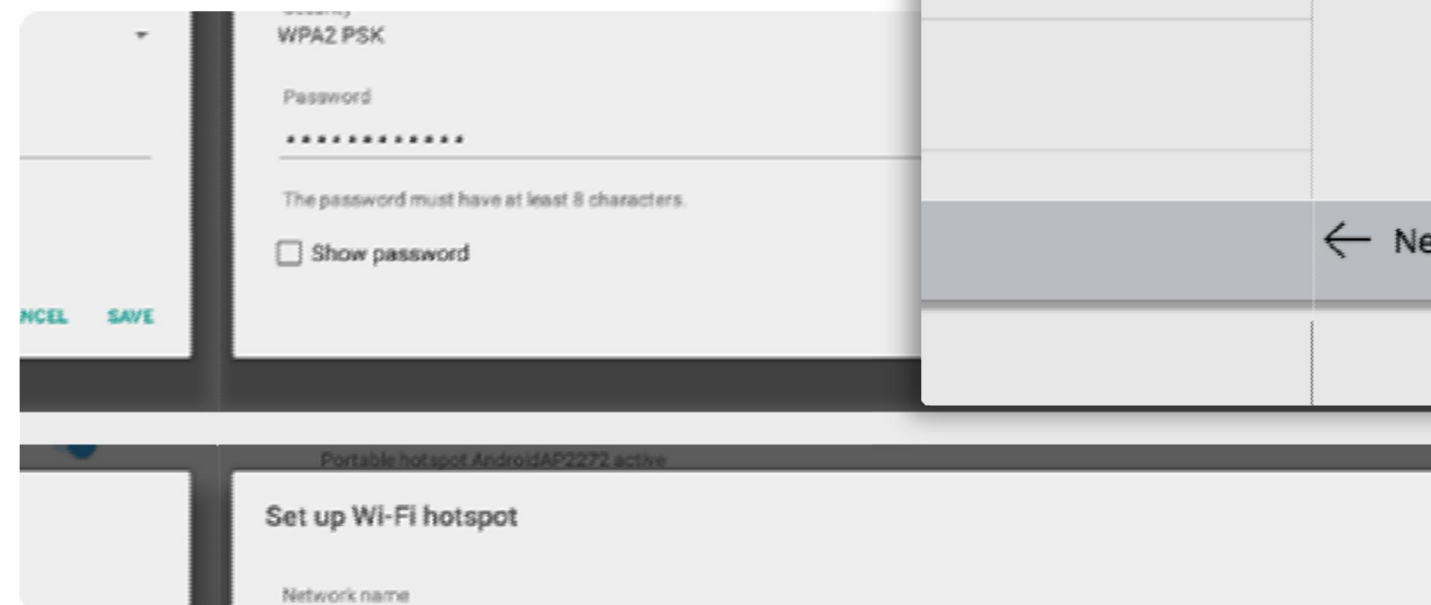 WPA2 PSK
Password
••••••••••••
The password must have at least 8 characters.
Show password
NCEL SAVE
Ne
Portable hotspot AndroidAP2272 active
Set up Wi-Fi hotspot
Network name